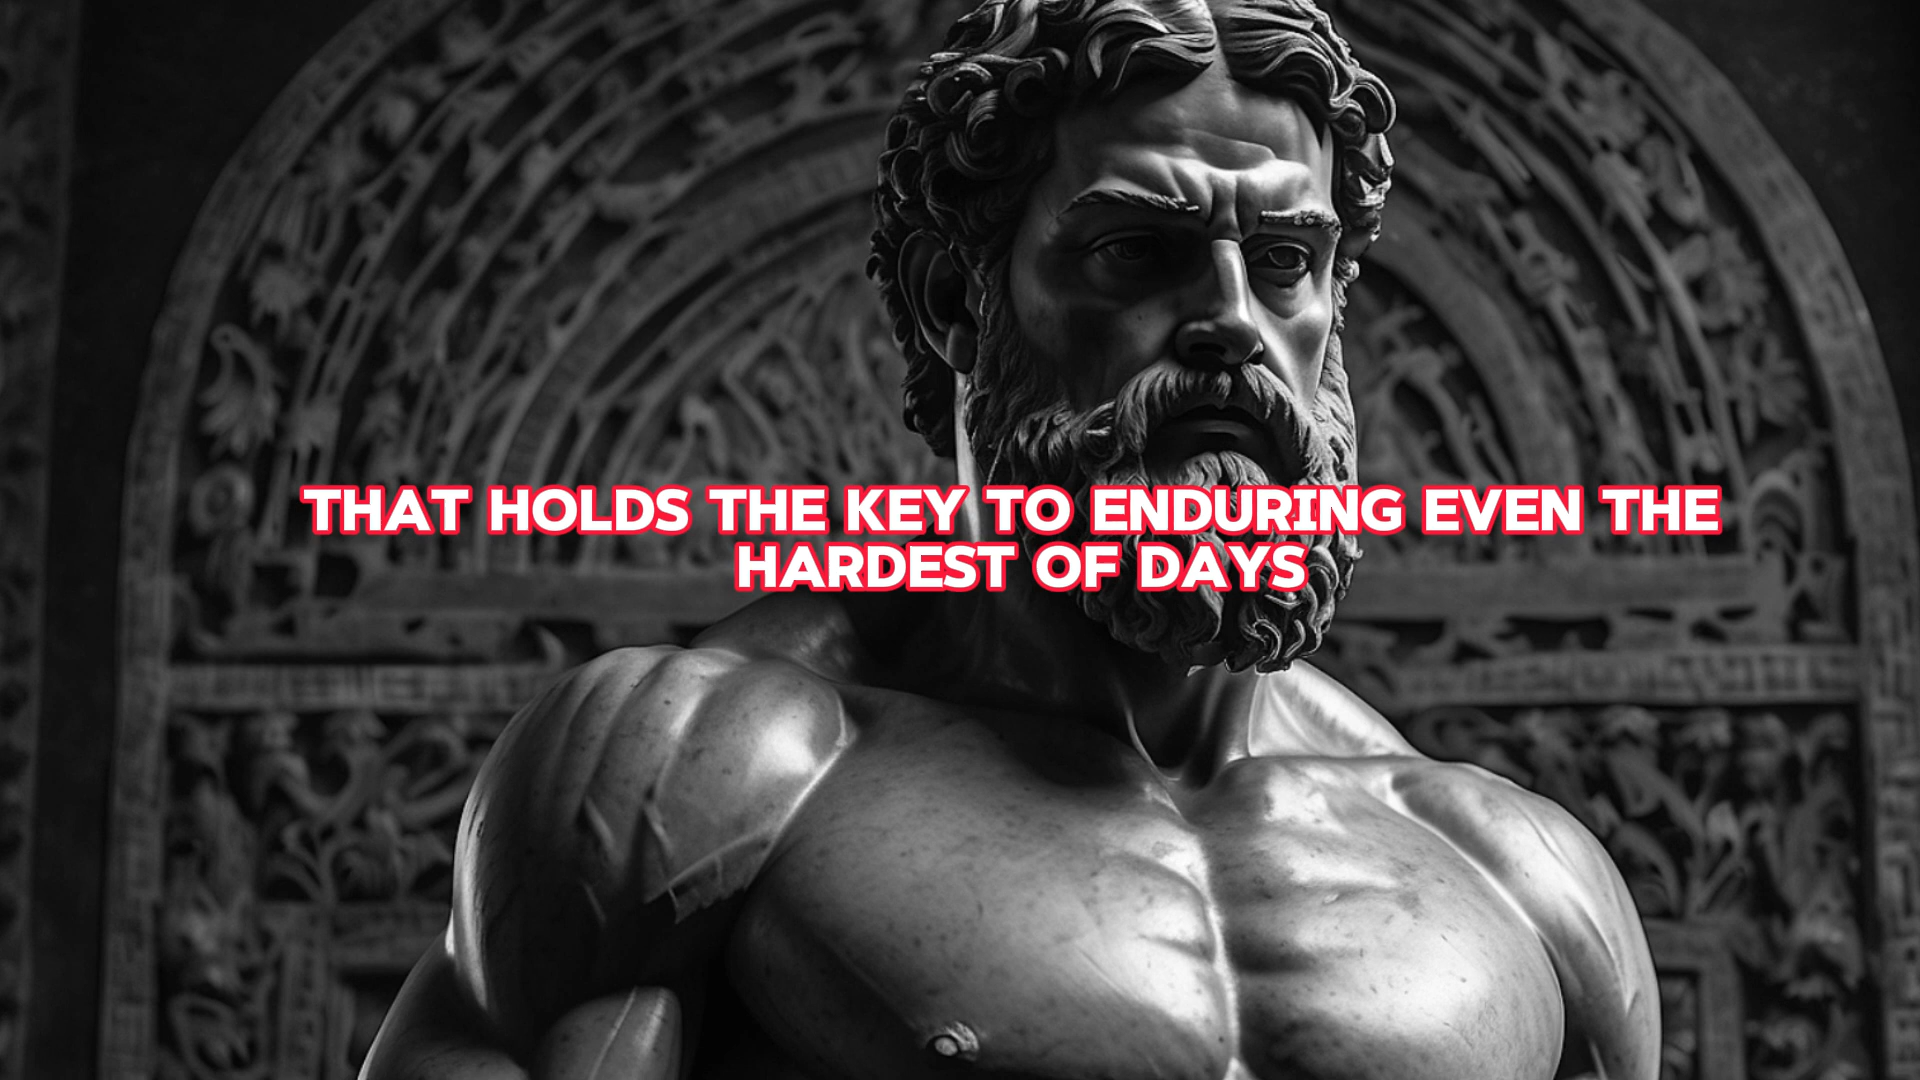 THAT HOLDS THE KEY TO ENDURING EVEN THE
HARDEST OF DAYS